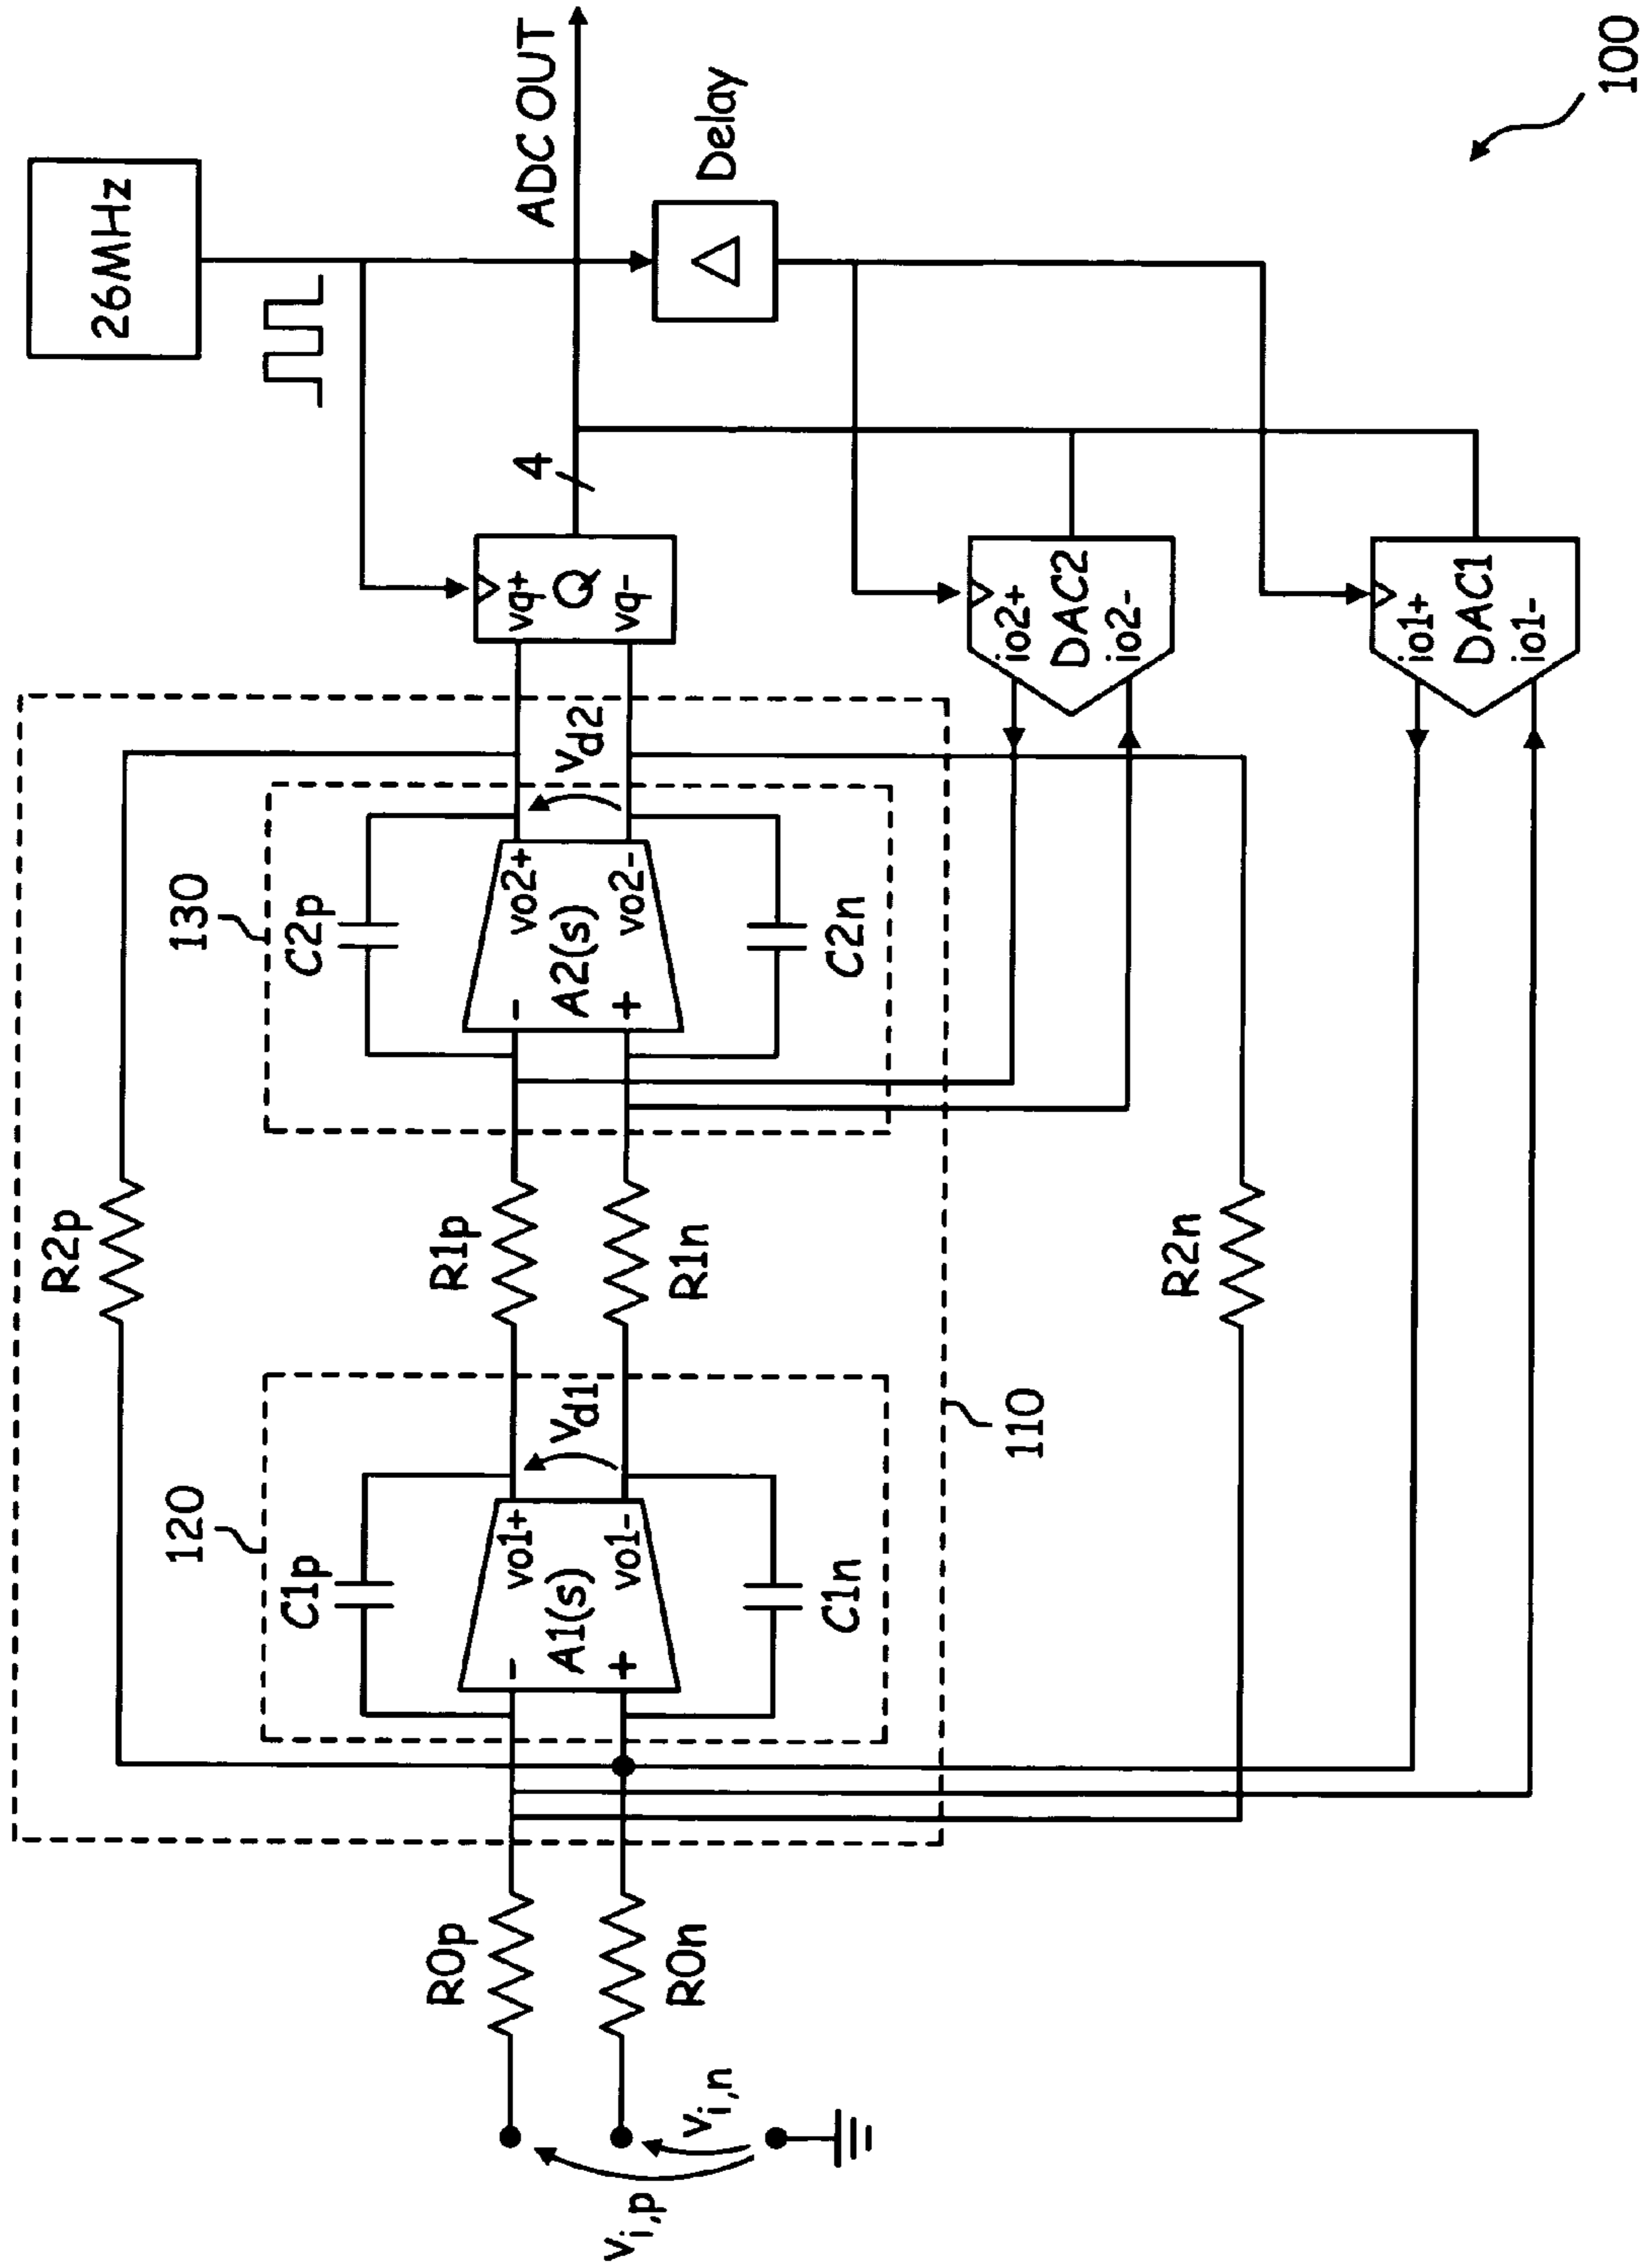 26MHz
ADC OUT
Delay
Δ
100
4
vq+
Q
vq-
io2+
DAC2
io2-
io1+
DAC1
io1-
130
C2p
vo2+
A2(s)
vo2-
-
+
Vd2
C2n
R2p
R1p
R1n
R2n
120
C1p
vo1+
A1(s)
vo1-
-
+
Vd1
C1n
110
R0p
R0n
Vi,p
Vi,n